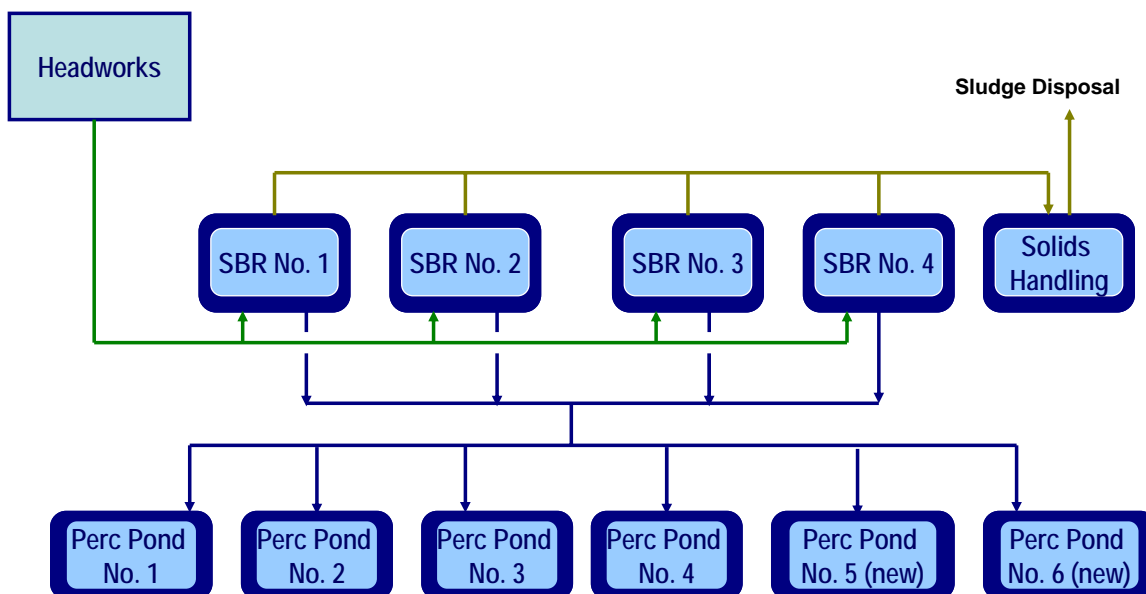 Headworks
Sludge Disposal
SBR No. 1
SBR No. 2
SBR No. 3
SBR No. 4
Solids
Handling
Perc Pond
No. 1
Perc Pond
No. 2
Perc Pond
No. 3
Perc Pond
No. 4
Perc Pond
No. 5 (new)
Perc Pond
No. 6 (new)